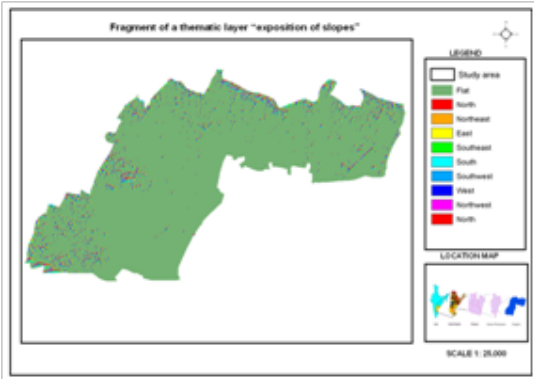 Fragment of a thematic layer "exposition of slopes"
LEGEND
Study area
Flat
North
Northeast
East
Southeast
South
Southwest
West
Northwest
North
LOCATION MAP
SCALE 1: 25,000